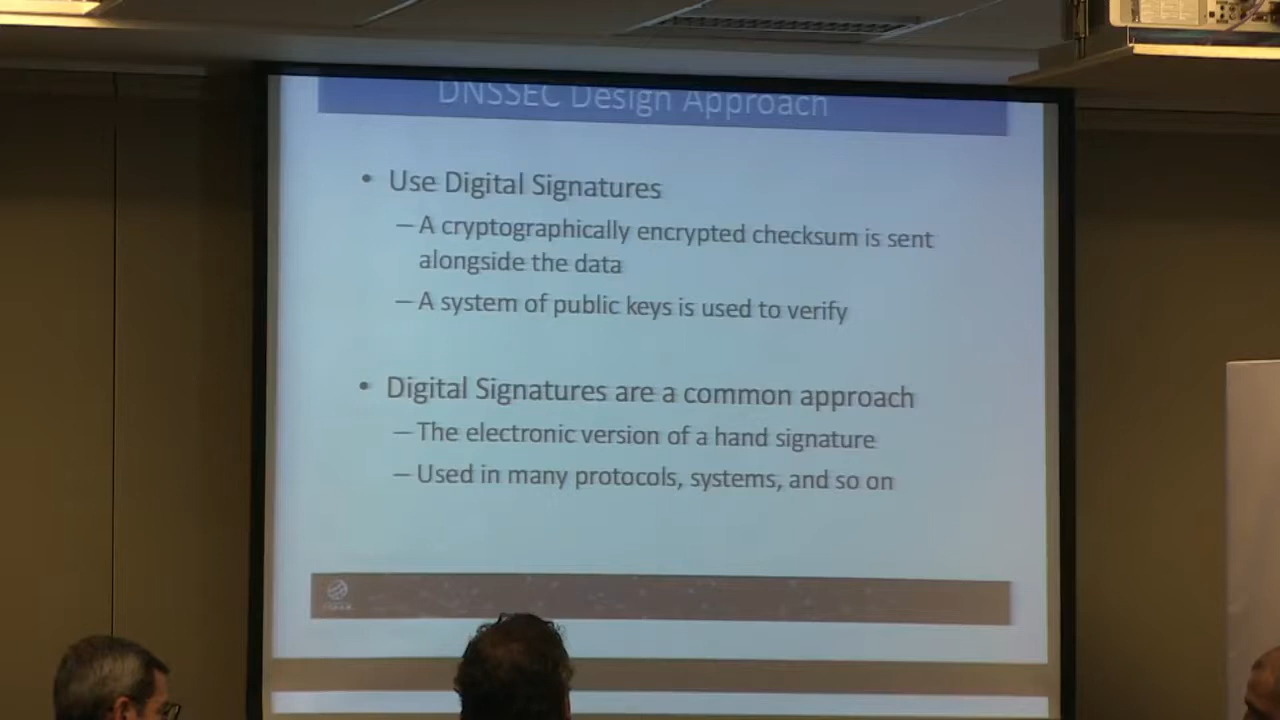 DNSSEC Design Approach
• Use Digital Signatures
– A cryptographically encrypted checksum is sent
alongside the data
– A system of public keys is used to verify
• Digital Signatures are a common approach
– The electronic version of a hand signature
– Used in many protocols, systems, and so on